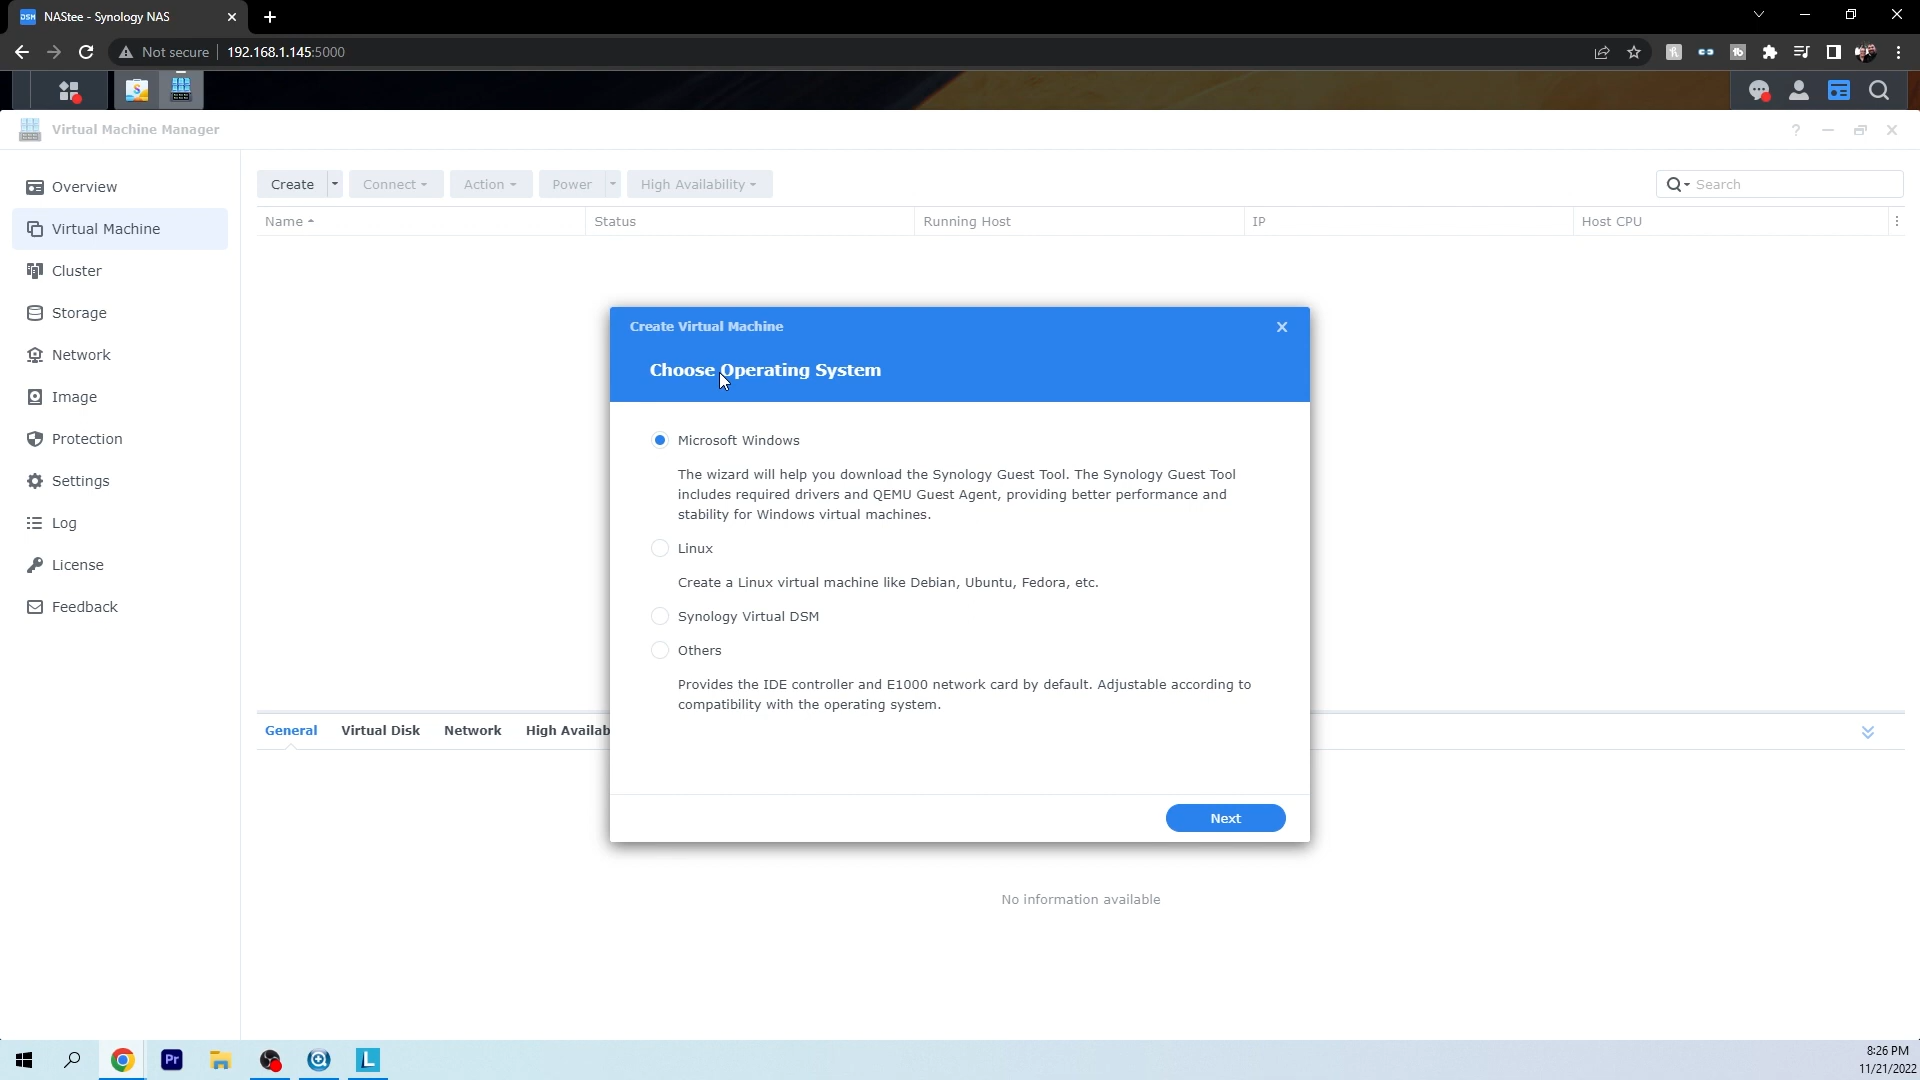 NAStee - Synology NAS
Not secure
192.168.1.145:5000
Virtual Machine Manager
Overview
Virtual Machine
Cluster
Storage
Network
Image
Protection
Settings
Log
License
Feedback
Create
Connect
Action
Power
High Availability
Search
Name
Status
Running Host
IP
Host CPU
Create Virtual Machine
Choose Operating System
Microsoft Windows
The wizard will help you download the Synology Guest Tool. The Synology Guest Tool
includes required drivers and QEMU Guest Agent, providing better performance and
stability for Windows virtual machines.
Linux
Create a Linux virtual machine like Debian, Ubuntu, Fedora, etc.
Synology Virtual DSM
Others
Provides the IDE controller and E1000 network card by default. Adjustable according to
compatibility with the operating system.
Next
General
Virtual Disk
Network
High Availab
No information available
Pr
L
8:26 PM
11/21/2022